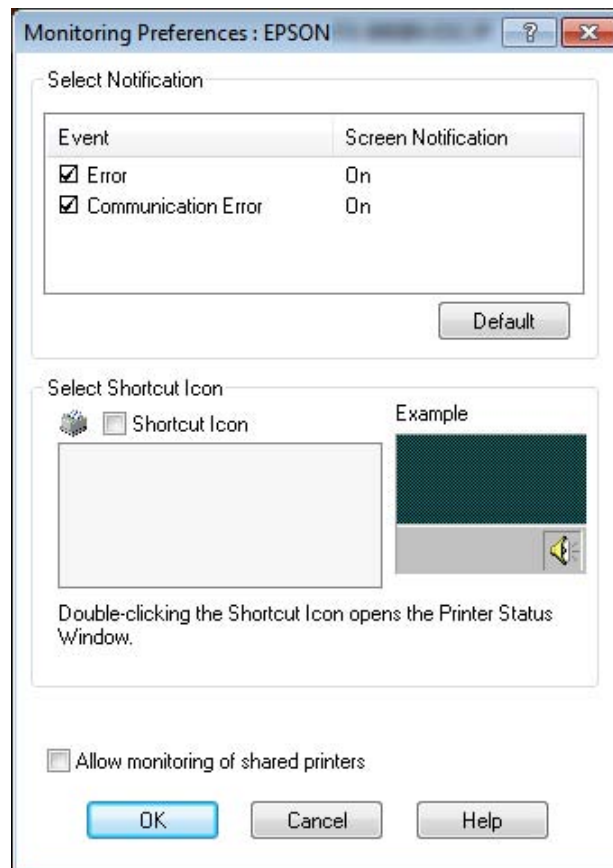 Monitoring Preferences : EPSON
Select Notification
Event Screen Notification
Error On
Communication Error On
Default
Select Shortcut Icon
Shortcut Icon
Example
Double-clicking the Shortcut Icon opens the Printer Status
Window.
Allow monitoring of shared printers
OK Cancel Help